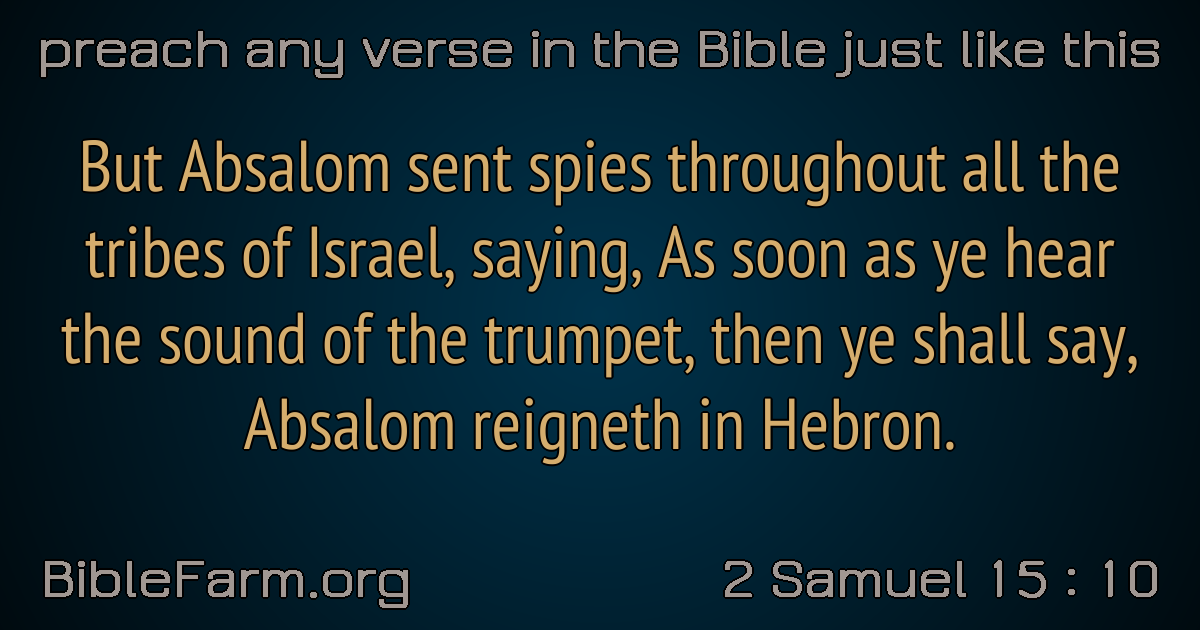 preach any verse in the Bible just like this
But Absalom sent spies throughout all the
tribes of Israel, saying, As soon as ye hear
the sound of the trumpet, then ye shall say,
Absalom reigneth in Hebron.
BibleFarm.org
2 Samuel 15 : 10